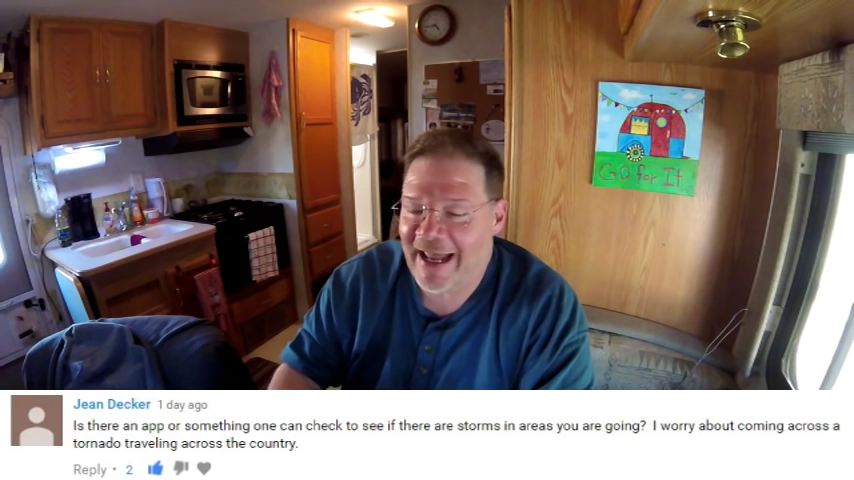 Go for It
Jean Decker 1 day ago
Is there an app or something one can check to see if there are storms in areas you are going? I worry about coming across a
tornado traveling across the country.
Reply • 2